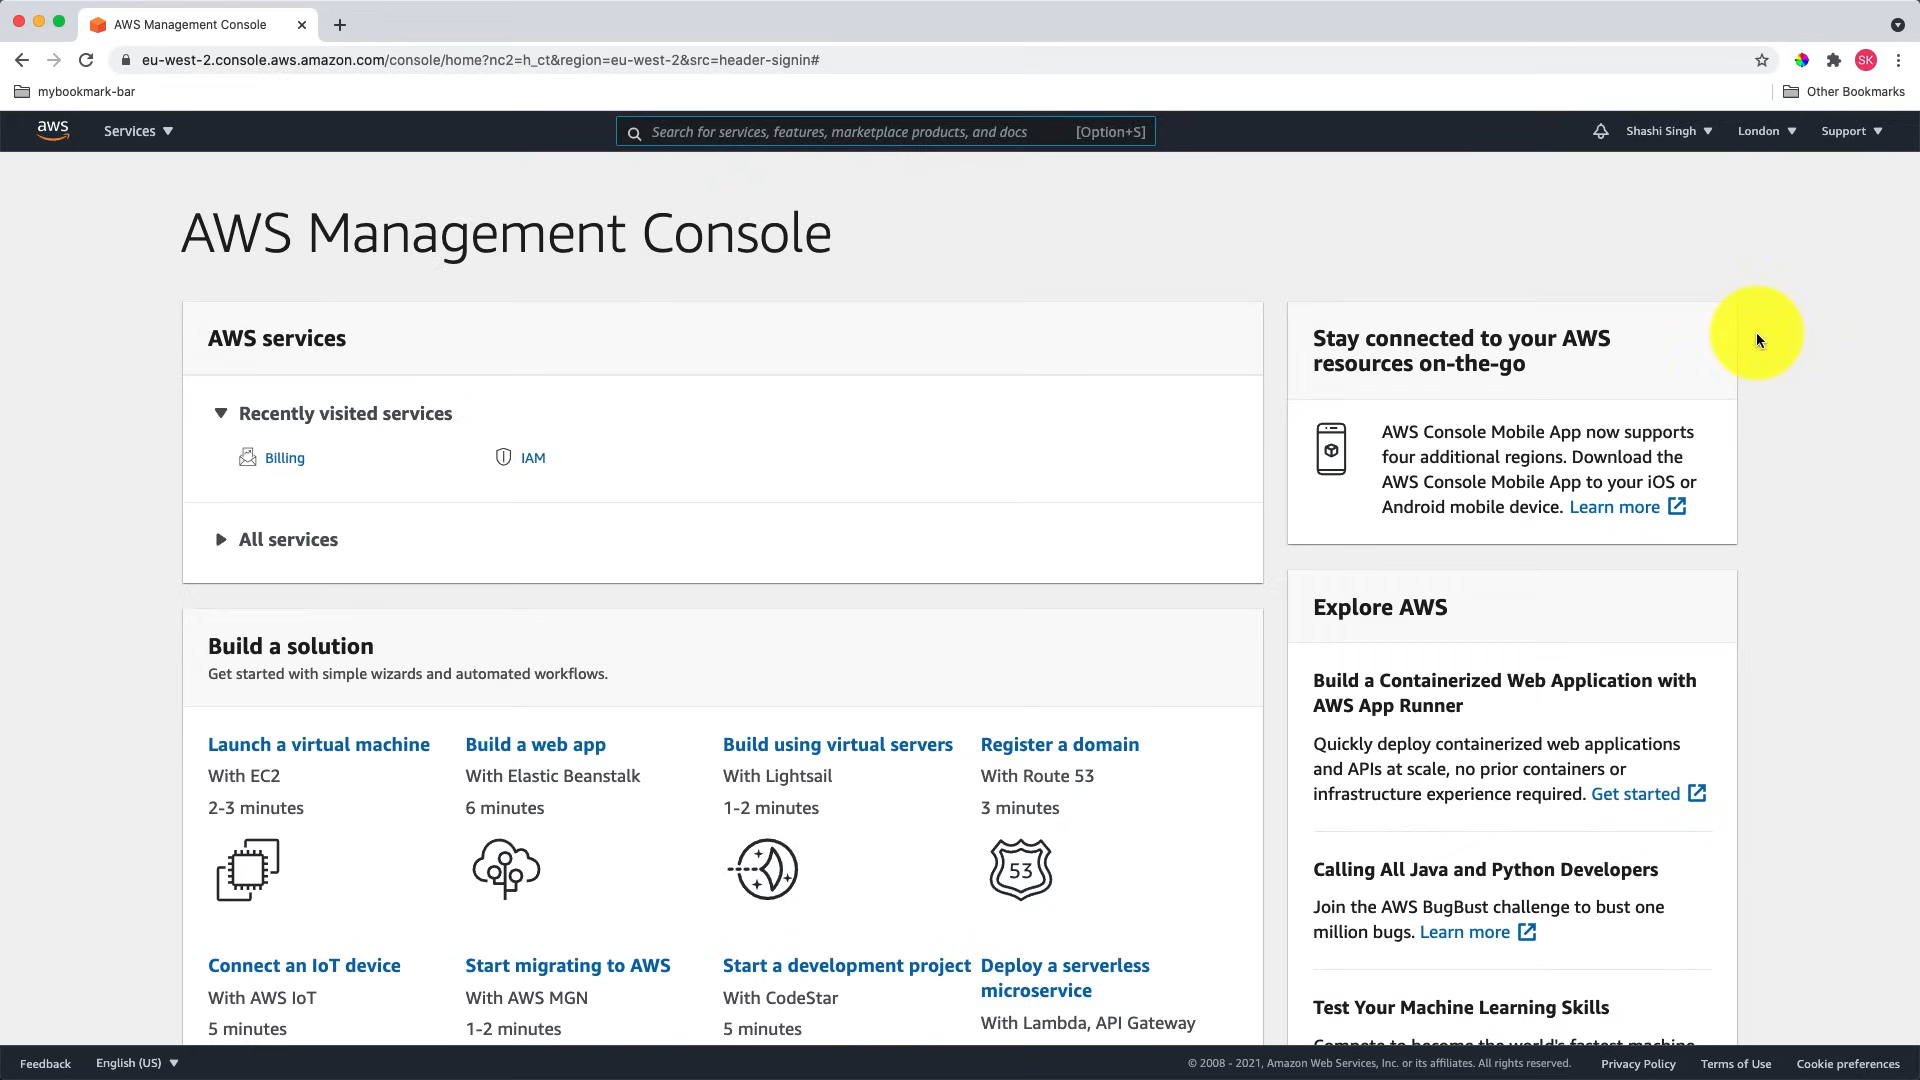 AWS Management Console
eu-west-2.console.aws.amazon.com/console/home?nc2=h_ct&region=eu-west-2&src=header-signin#
SK
mybookmark-bar
Other Bookmarks
aws
Services
Search for services, features, marketplace products, and docs
[Option+S]
Shashi Singh
London
Support
AWS Management Console
AWS services
Recently visited services
Billing
IAM
All services
Stay connected to your AWS
resources on-the-go
AWS Console Mobile App now supports
four additional regions. Download the
AWS Console Mobile App to your iOS or
Android mobile device. Learn more
Build a solution
Get started with simple wizards and automated workflows.
Launch a virtual machine
With EC2
2-3 minutes
Build a web app
With Elastic Beanstalk
6 minutes
Build using virtual servers
With Lightsail
1-2 minutes
Register a domain
With Route 53
3 minutes
53
Connect an IoT device
With AWS IoT
5 minutes
Start migrating to AWS
With AWS MGN
1-2 minutes
Start a development project
With CodeStar
5 minutes
Deploy a serverless
microservice
With Lambda, API Gateway
Explore AWS
Build a Containerized Web Application with
AWS App Runner
Quickly deploy containerized web applications
and APIs at scale, no prior containers or
infrastructure experience required. Get started
Calling All Java and Python Developers
Join the AWS BugBust challenge to bust one
million bugs. Learn more
Test Your Machine Learning Skills
Compete to become the world's fastest machine
Feedback
English (US)
© 2008 - 2021, Amazon Web Services, Inc. or its affiliates. All rights reserved.
Privacy Policy
Terms of Use
Cookie preferences